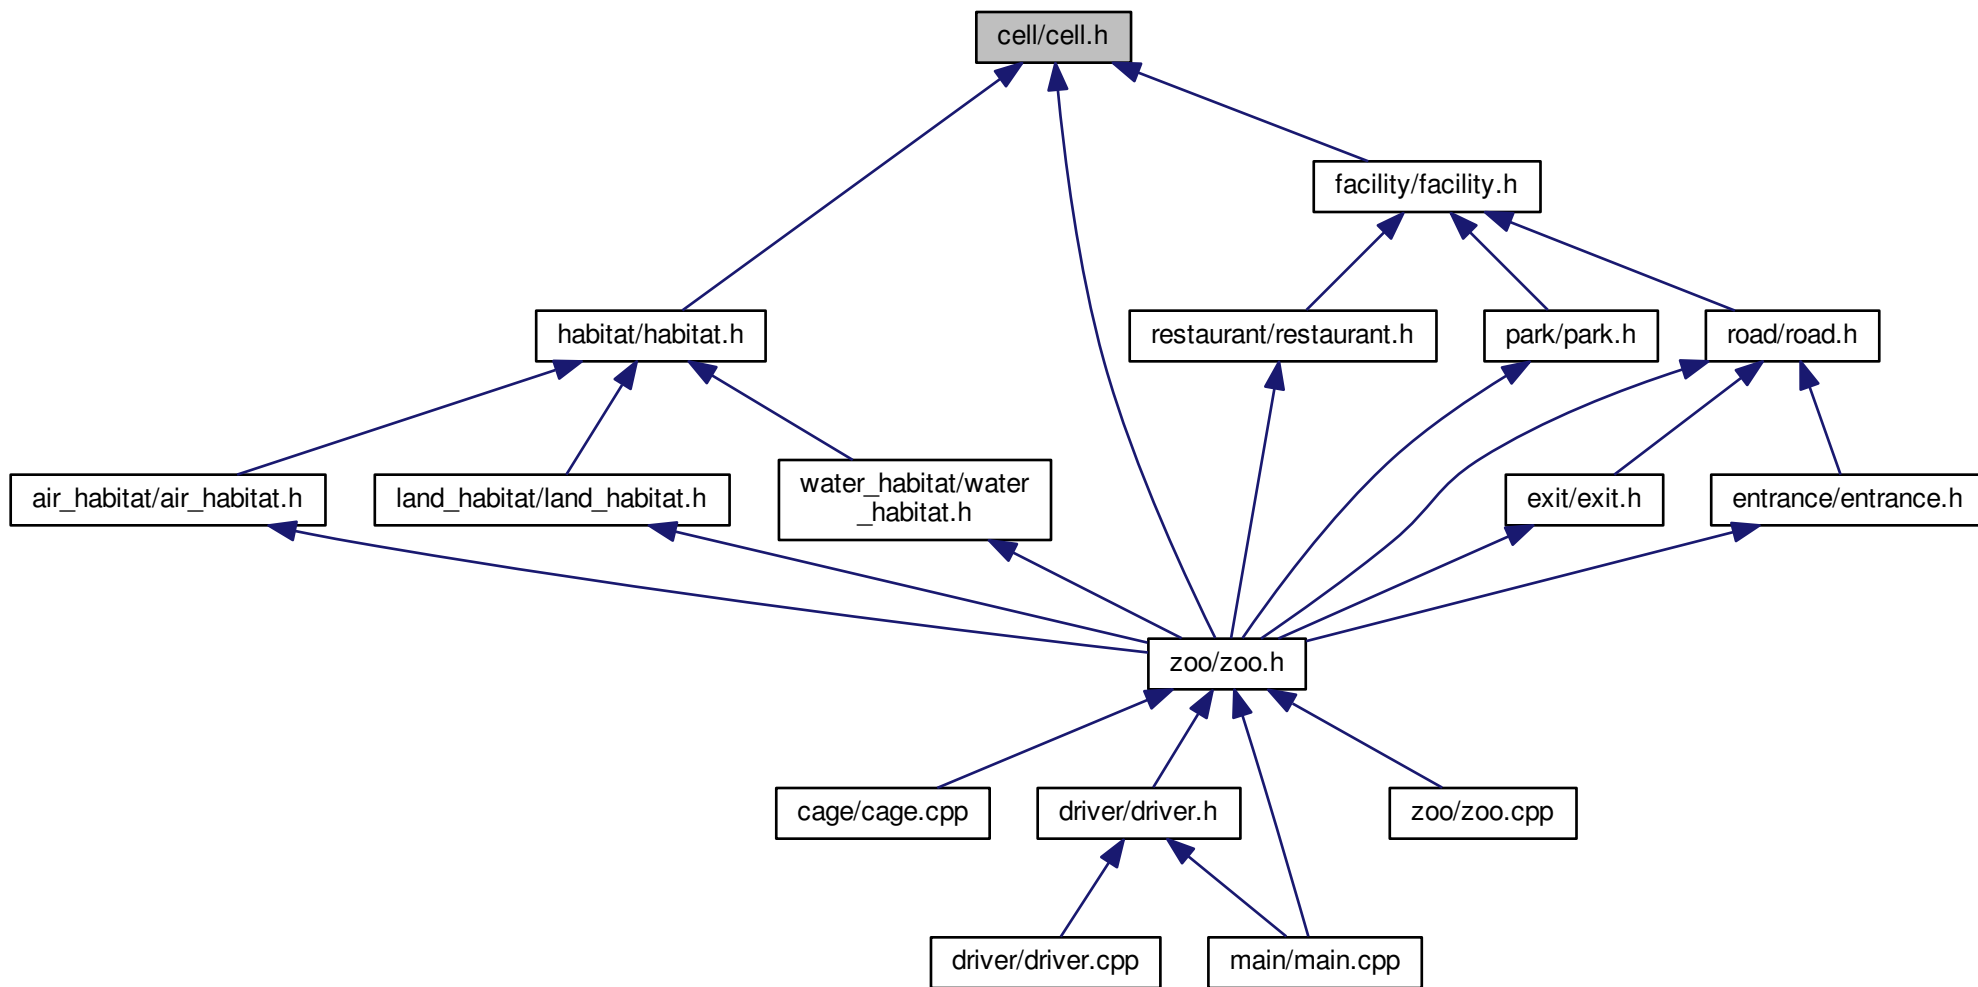 cell/cell.h
facility/facility.h
habitat/habitat.h
restaurant/restaurant.h
park/park.h
road/road.h
air_habitat/air_habitat.h
land_habitat/land_habitat.h
water_habitat/water
_habitat.h
exit/exit.h
entrance/entrance.h
zoo/zoo.h
cage/cage.cpp
driver/driver.h
zoo/zoo.cpp
driver/driver.cpp
main/main.cpp